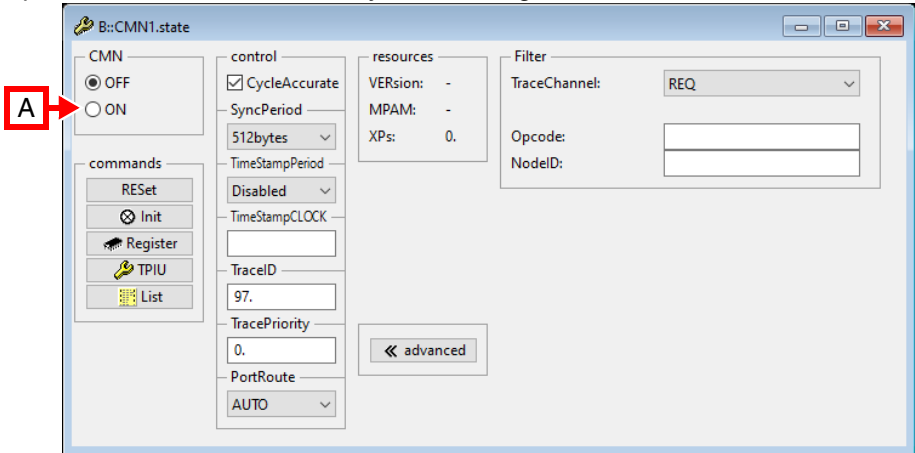 B::CMN1.state
CMN
OFF
ON
A
commands
RESet
Init
Register
TPIU
List
control
CycleAccurate
SyncPeriod
512bytes
TimeStampPeriod
Disabled
TimeStampCLOCK
TraceID
97.
TracePriority
0.
PortRoute
AUTO
resources
VERsion: -
MPAM: -
XPs: 0.
advanced
Filter
TraceChannel: REQ
Opcode:
NodeID: